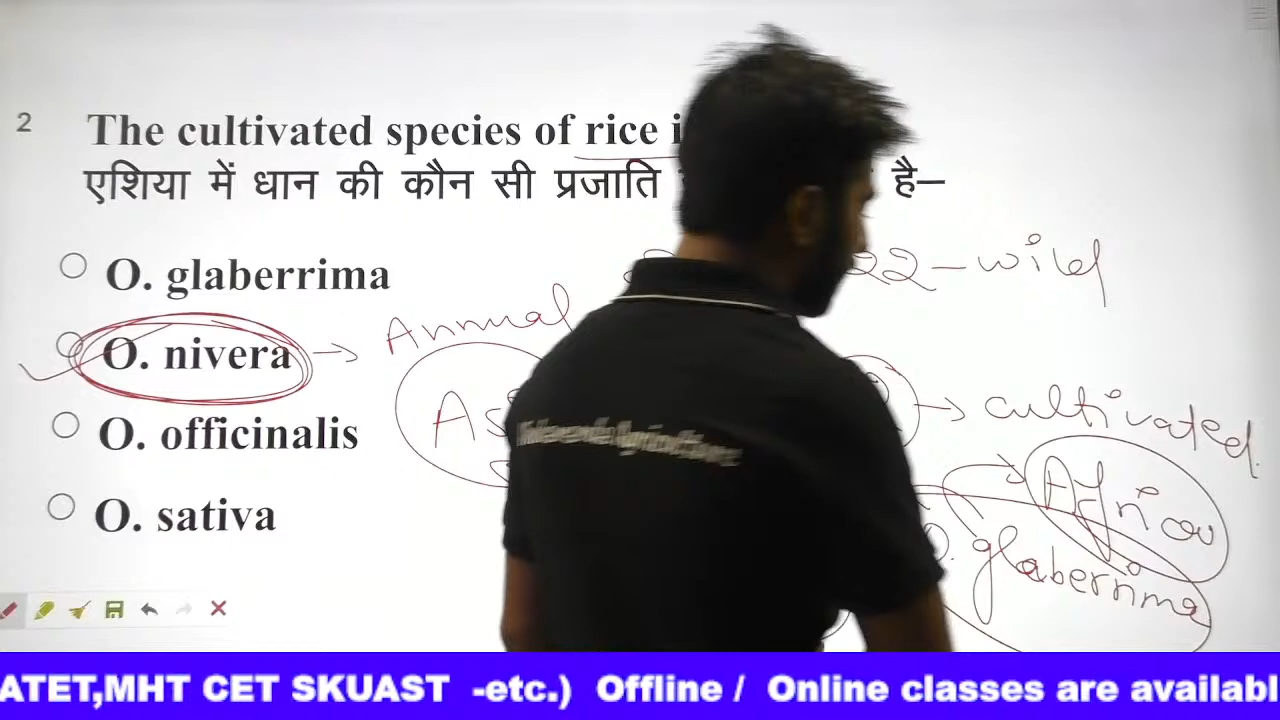 2
The cultivated species of rice i
एशिया में धान की कौन सी प्रजाति है–
O. glaberrima
O. nivera
O. officinalis
O. sativa
Annual
22 - wild
As
cultivated.
African
O. glaberrima
ATET,MHT CET SKUAST -etc.) Offline / Online classes are availabl